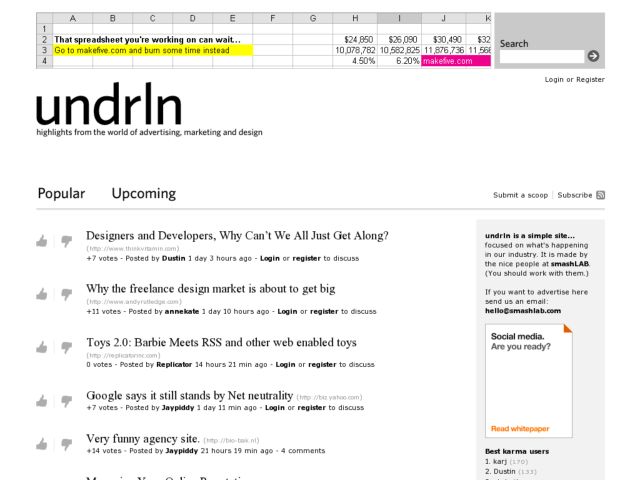 A B C D E F G H I J K
1
2 That spreadsheet you're working on can wait... $24,850 $26,090 $30,490 $32
3 Go to makefive.com and burn some time instead 10,078,782 10,582,825 11,876,736 11,566
4 4.50% 6.20% makefive.com
Search
Login or Register
undrln
highlights from the world of advertising, marketing and design
Popular Upcoming
Submit a scoop Subscribe
Designers and Developers, Why Can't We All Just Get Along?
(http://www.thinkvitamin.com)
+7 votes - Posted by Dustin 1 day 3 hours ago - Login or register to discuss
Why the freelance design market is about to get big
(http://www.andyrutledge.com)
+11 votes - Posted by annekate 1 day 10 hours ago - Login or register to discuss
Toys 2.0: Barbie Meets RSS and other web enabled toys
(http://replicatorinc.com)
0 votes - Posted by Replicator 14 hours 21 min ago - Login or register to discuss
Google says it still stands by Net neutrality (http://biz.yahoo.com)
+7 votes - Posted by Jaypiddy 1 day 11 min ago - Login or register to discuss
Very funny agency site. (http://bio-bak.nl)
+14 votes - Posted by Jaypiddy 21 hours 19 min ago - 4 comments
undrln is a simple site...
focused on what's happening
in our industry. It is made by
the nice people at smashLAB.
(You should work with them.)
If you want to advertise here
send us an email:
hello@smashlab.com
Social media.
Are you ready?
Read whitepaper
Best karma users
1. karj (170)
2. Dustin (133)